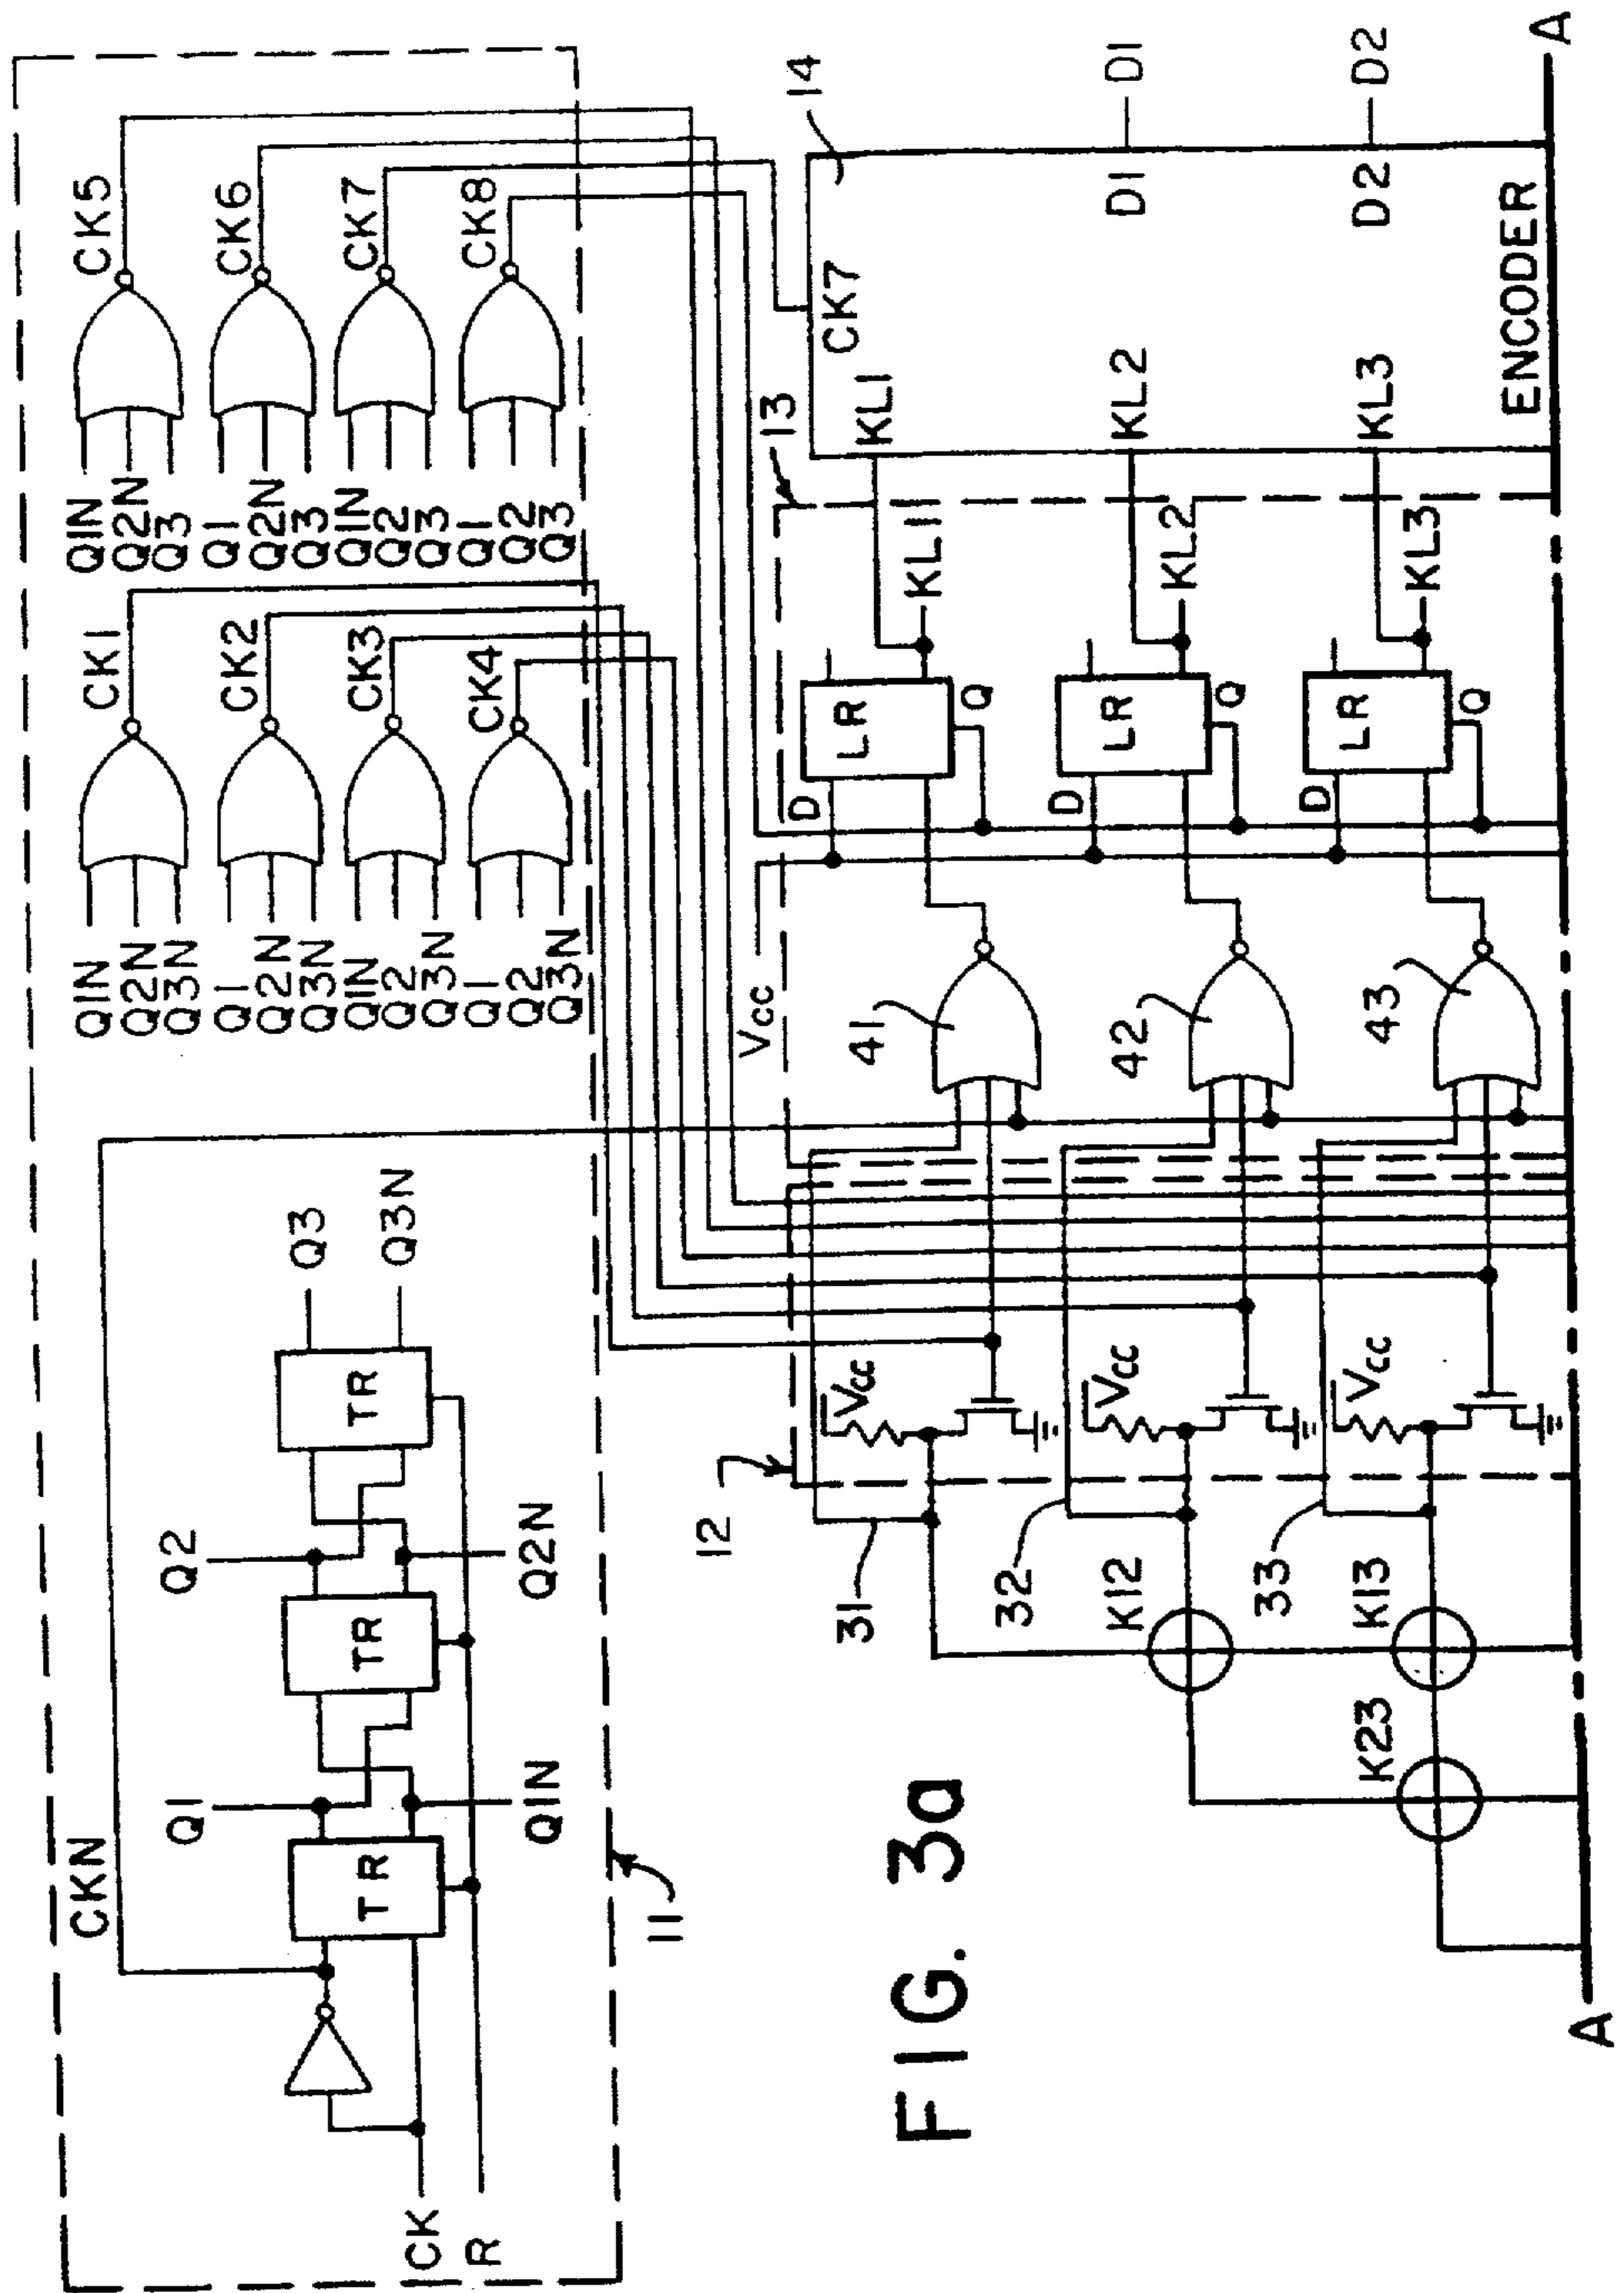 CKN
Q1
Q2
Q3
Q3N
Q1N
Q2N
TR
TR
TR
CK
R
11
Q1N
Q2N
Q3N
CK1
Q1
Q2N
Q3N
CK2
Q1N
Q2
Q3N
CK3
Q1
Q2
Q3N
CK4
Q1N
Q2N
Q3
CK5
Q1
Q2N
Q3
CK6
Q1N
Q2
Q3
CK7
Q1
Q2
Q3
CK8
FIG. 3a
12
Vcc
13
14
31
Vcc
41
D
LR
Q
KL11
KL1
CK7
D1
D1
32
K12
Vcc
42
D
LR
Q
KL2
KL2
33
K13
K23
Vcc
43
D
LR
Q
KL3
KL3
D2
D2
ENCODER
A
A